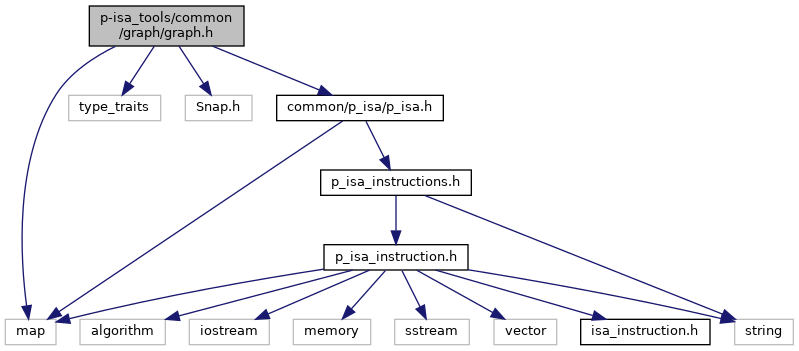 p-isa_tools/common
/graph/graph.h
type_traits
Snap.h
common/p_isa/p_isa.h
p_isa_instructions.h
p_isa_instruction.h
map
algorithm
iostream
memory
sstream
vector
isa_instruction.h
string